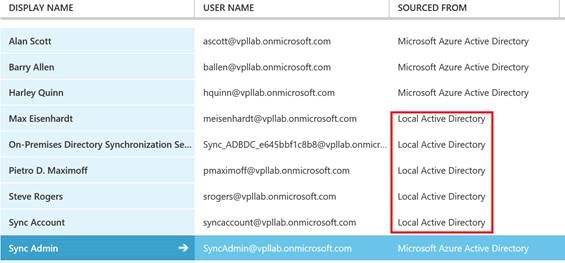 DISPLAY NAME USER NAME SOURCED FROM
Alan Scott ascott@vpllab.onmicrosoft.com Microsoft Azure Active Directory
Barry Allen ballen@vpllab.onmicrosoft.com Microsoft Azure Active Directory
Harley Quinn hquinn@vpllab.onmicrosoft.com Microsoft Azure Active Directory
Max Eisenhardt meisenhardt@vpllab.onmicrosoft.com Local Active Directory
On-Premises Directory Synchronization Se... Sync_ADBDC_e645bbf1c8b8@vpllab.onmicr... Local Active Directory
Pietro D. Maximoff pmaximoff@vpllab.onmicrosoft.com Local Active Directory
Steve Rogers srogers@vpllab.onmicrosoft.com Local Active Directory
Sync Account syncaccount@vpllab.onmicrosoft.com Local Active Directory
Sync Admin SyncAdmin@vpllab.onmicrosoft.com Microsoft Azure Active Directory